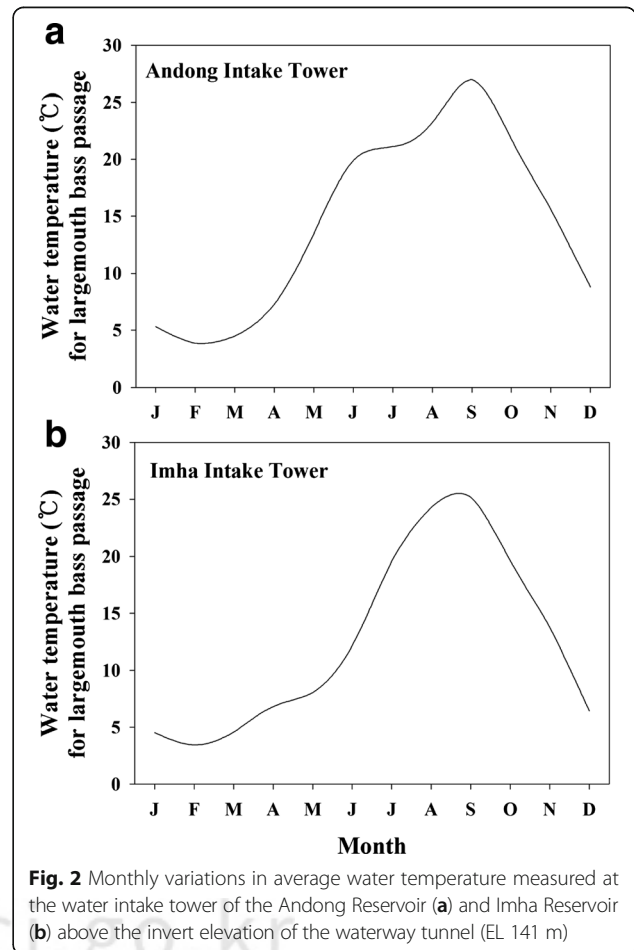 a
30
25
20
15
10
5
0
Water temperature (℃)
for largemouth bass passage
Andong Intake Tower
J F M A M J J A S O N D
b
30
25
20
15
10
5
0
Water temperature (℃)
for largemouth bass passage
Imha Intake Tower
J F M A M J J A S O N D
Month
Fig. 2 Monthly variations in average water temperature measured at
the water intake tower of the Andong Reservoir (a) and Imha Reservoir
(b) above the invert elevation of the waterway tunnel (EL 141 m)